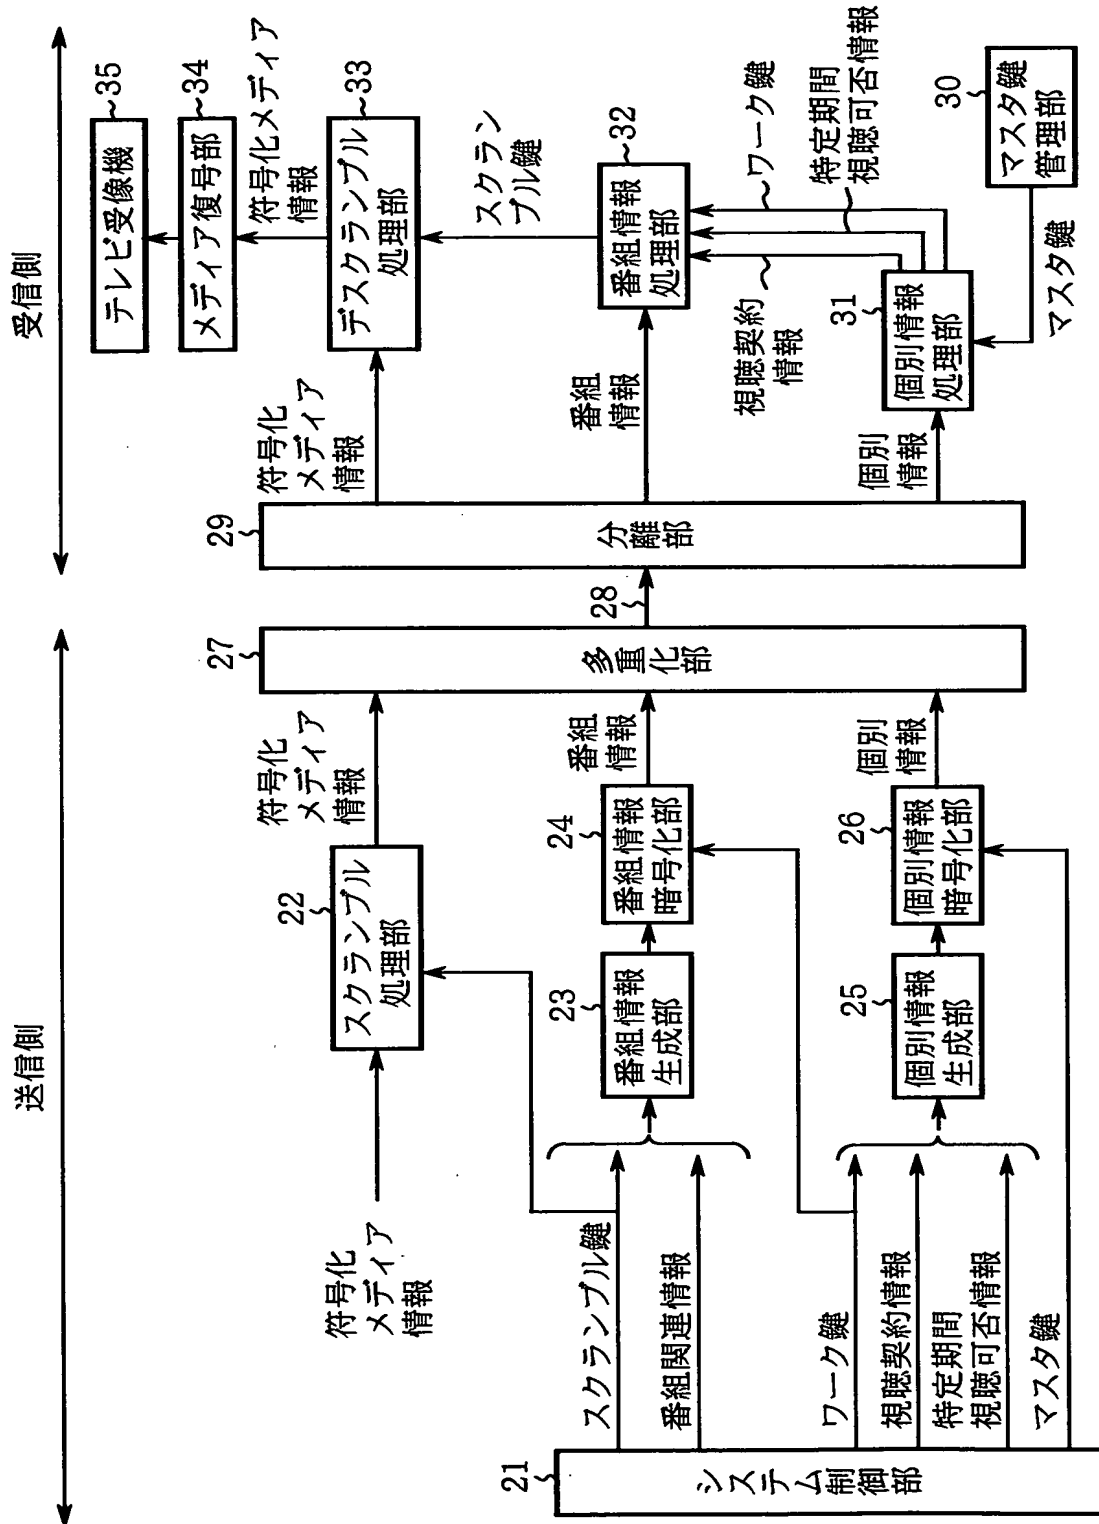 送信側
受信側
21
システム制御部
スクランブル鍵
番組関連情報
ワーク鍵
視聴契約情報
特定期間
視聴可否情報
マスタ鍵
符号化
メディア
情報
22
スクランブル
処理部
23
番組情報
生成部
24
番組情報
暗号化部
25
個別情報
生成部
26
個別情報
暗号化部
符号化
メディア
情報
番組
情報
個別
情報
27
多重化部
28
29
分離部
符号化
メディア
情報
番組
情報
個別
情報
30
マスタ鍵
管理部
マスタ鍵
31
個別情報
処理部
視聴契約
情報
特定期間
視聴可否情報
ワーク鍵
32
番組情報
処理部
スクラン
ブル鍵
33
デスクランブル
処理部
符号化メディア
情報
34
メディア復号部
35
テレビ受像機